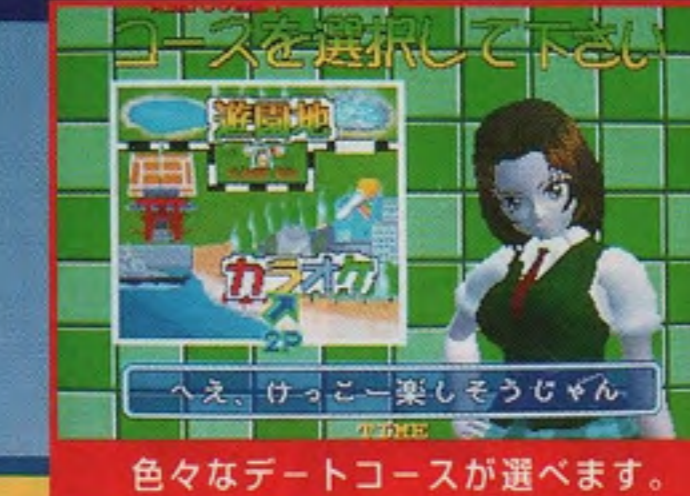 コースを選択して下さい
遊園地
カラオケ
2P
へえ、けっこー楽しそうじゃん
TIME
色々なデートコースが選べます。